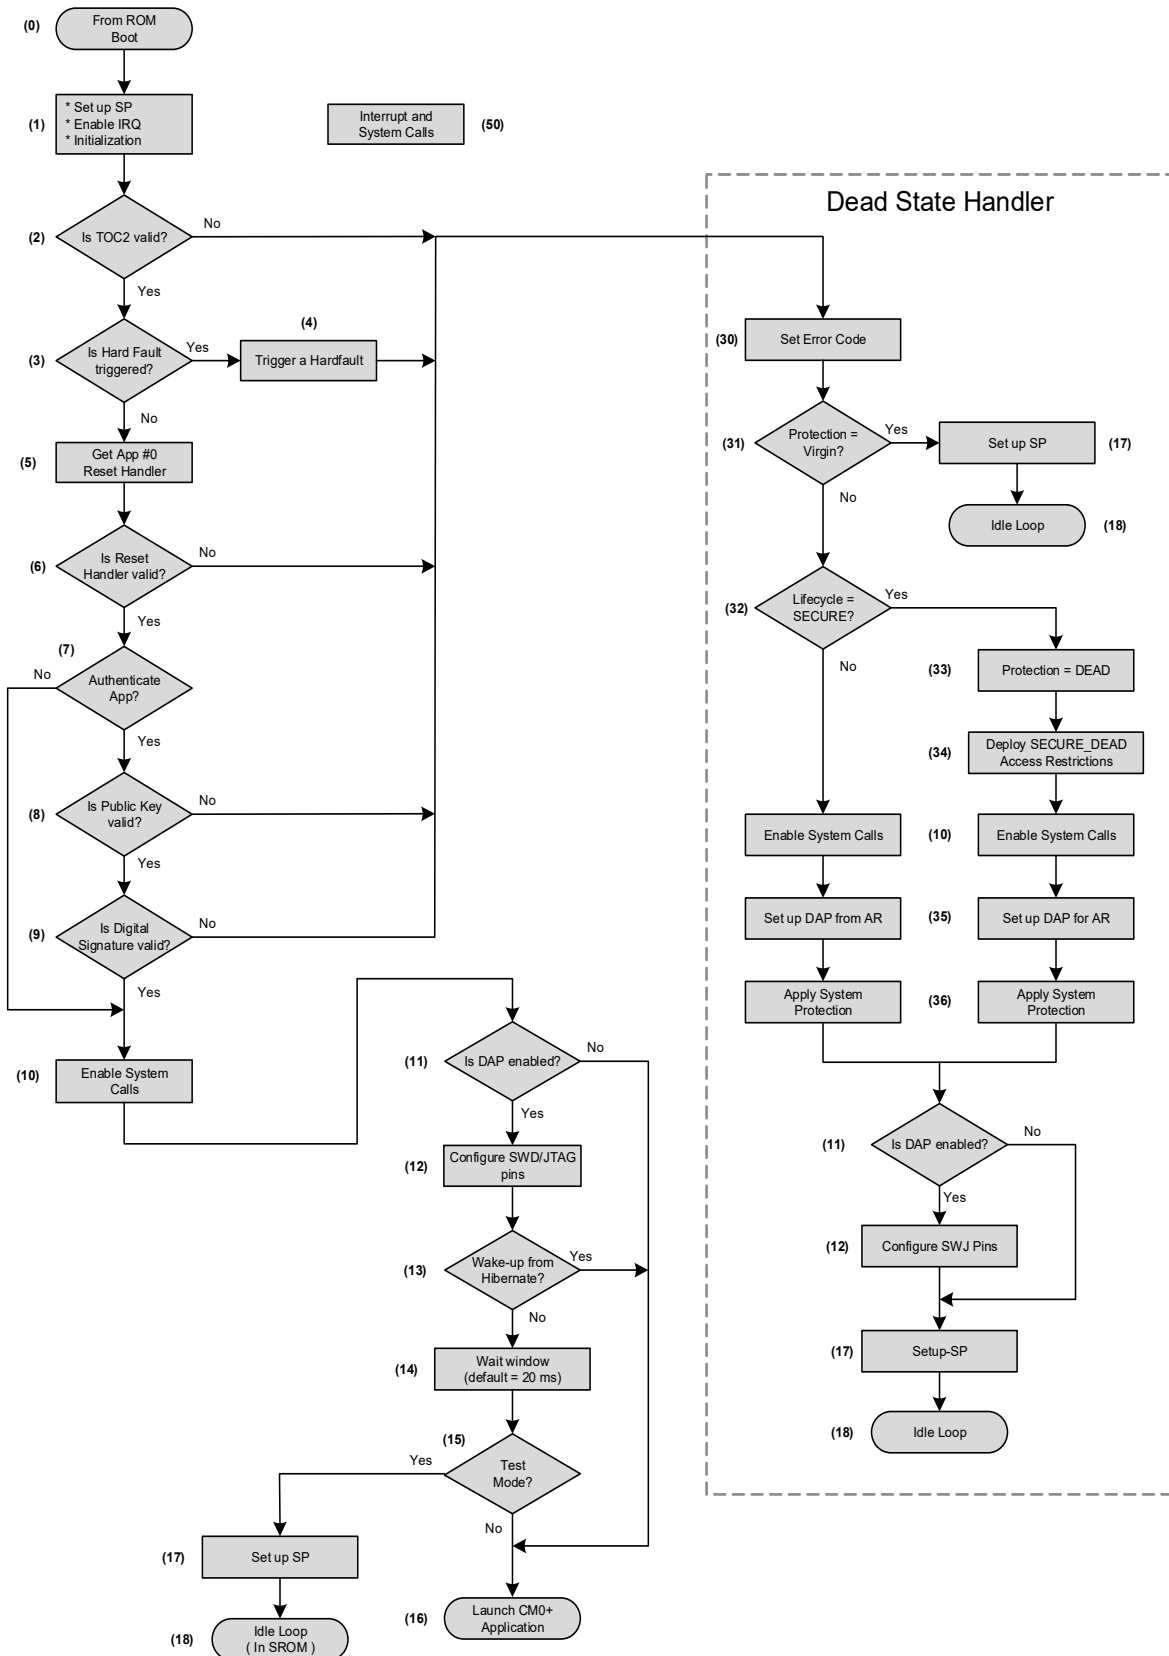 (0)
From ROM
Boot
(1)
* Set up SP
* Enable IRQ
* Initialization
Interrupt and
System Calls
(50)
(2)
Is TOC2 valid?
No
Yes
(3)
Is Hard Fault
triggered?
Yes
No
(4)
Trigger a Hardfault
(5)
Get App #0
Reset Handler
(6)
Is Reset
Handler valid?
No
Yes
(7)
No
Authenticate
App?
Yes
(8)
Is Public Key
valid?
No
Yes
(9)
Is Digital
Signature valid?
No
Yes
(10)
Enable System
Calls
(11)
Is DAP enabled?
No
Yes
(12)
Configure SWD/JTAG
pins
(13)
Wake-up from
Hibernate?
Yes
No
(14)
Wait window
(default = 20 ms)
(15)
Yes
Test
Mode?
No
(17)
Set up SP
(18)
Idle Loop
( In SROM )
(16)
Launch CM0+
Application
Dead State Handler
(30)
Set Error Code
(31)
Protection =
Virgin?
Yes
No
Set up SP
(17)
Idle Loop
(18)
(32)
Lifecycle =
SECURE?
Yes
No
(33)
Protection = DEAD
(34)
Deploy SECURE_DEAD
Access Restrictions
Enable System Calls
(10)
Enable System Calls
Set up DAP from AR
(35)
Set up DAP for AR
Apply System
Protection
(36)
Apply System
Protection
(11)
Is DAP enabled?
No
Yes
(12)
Configure SWJ Pins
(17)
Setup-SP
(18)
Idle Loop